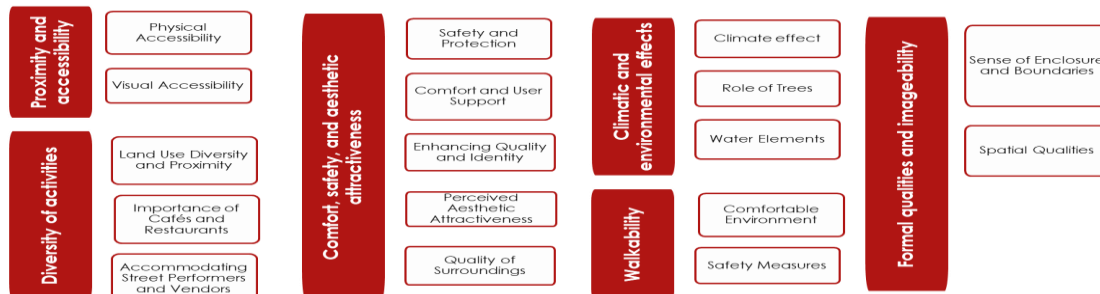 Proximity and
accessibility
Physical
Accessibility
Visual Accessibility
Diversity of activities
Land Use Diversity
and Proximity
Importance of
Cafés and
Restaurants
Accommodating
Street Performers
and Vendors
Comfort, safety, and aesthetic
attractiveness
Safety and
Protection
Comfort and User
Support
Enhancing Quality
and Identity
Perceived
Aesthetic
Attractiveness
Quality of
Surroundings
Climatic and
environmental effects
Climate effect
Role of Trees
Water Elements
Walkability
Comfortable
Environment
Safety Measures
Formal qualities and imageability
Sense of Enclosure
and Boundaries
Spatial Qualities